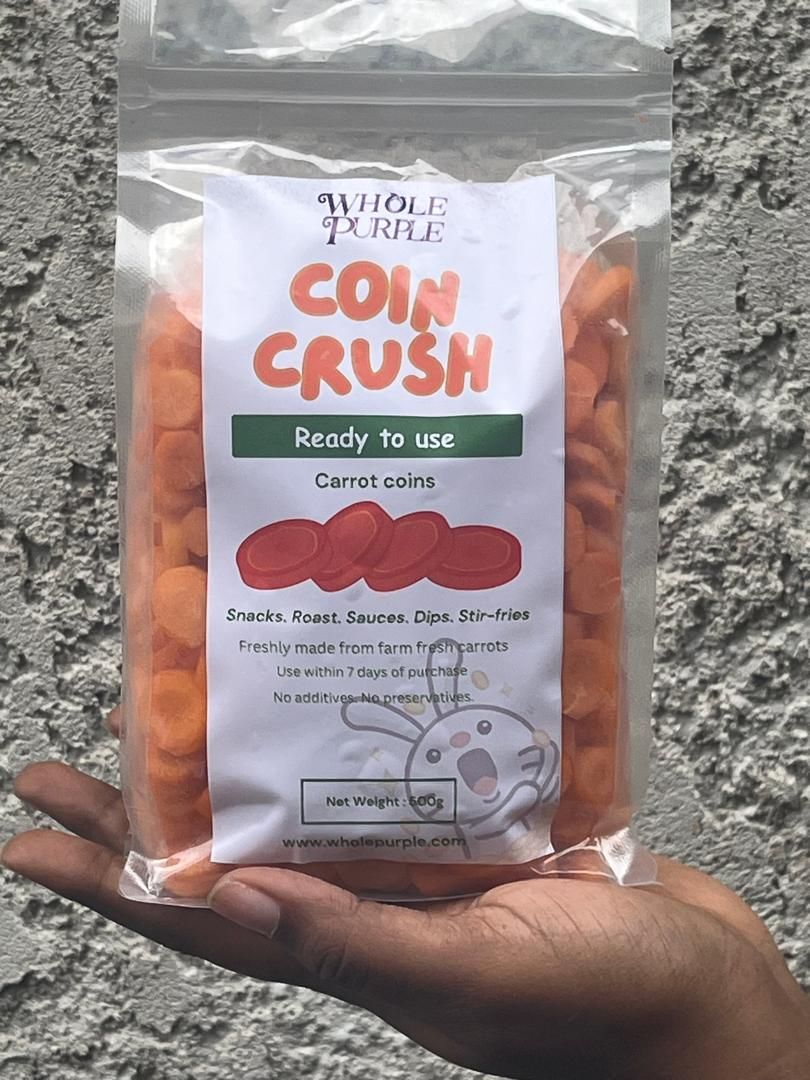 WHOLE
PURPLE
COIN
CRUSH
Ready to use
Carrot coins
Snacks. Roast. Sauces. Dips. Stir-fries
Freshly made from farm fresh carrots
Use within 7 days of purchase
No additives. No preservatives.
Net Weight : 500g
www.wholepurple.com